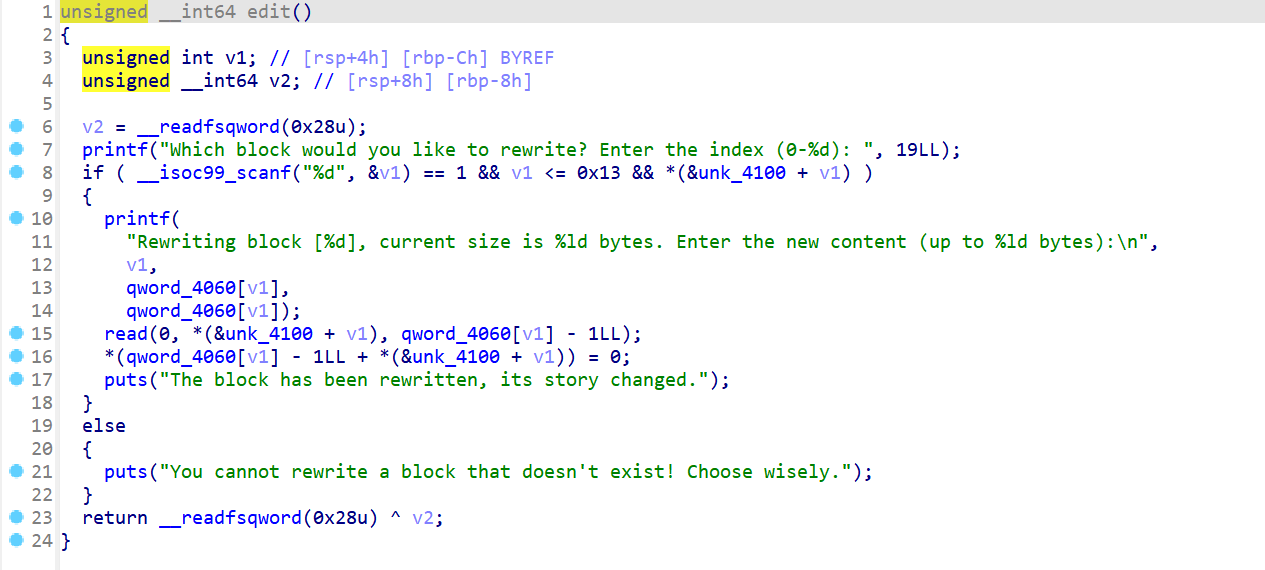 1 unsigned __int64 edit()
2 {
3 unsigned int v1; // [rsp+4h] [rbp-Ch] BYREF
4 unsigned __int64 v2; // [rsp+8h] [rbp-8h]
5
6 v2 = __readfsqword(0x28u);
7 printf("Which block would you like to rewrite? Enter the index (0-%d): ", 19LL);
8 if ( __isoc99_scanf("%d", &v1) == 1 && v1 <= 0x13 && *(&unk_4100 + v1) )
9 {
10 printf(
11 "Rewriting block [%d], current size is %ld bytes. Enter the new content (up to %ld bytes):\n",
12 v1,
13 qword_4060[v1],
14 qword_4060[v1]);
15 read(0, *(&unk_4100 + v1), qword_4060[v1] - 1LL);
16 *(qword_4060[v1] - 1LL + *(&unk_4100 + v1)) = 0;
17 puts("The block has been rewritten, its story changed.");
18 }
19 else
20 {
21 puts("You cannot rewrite a block that doesn't exist! Choose wisely.");
22 }
23 return __readfsqword(0x28u) ^ v2;
24 }